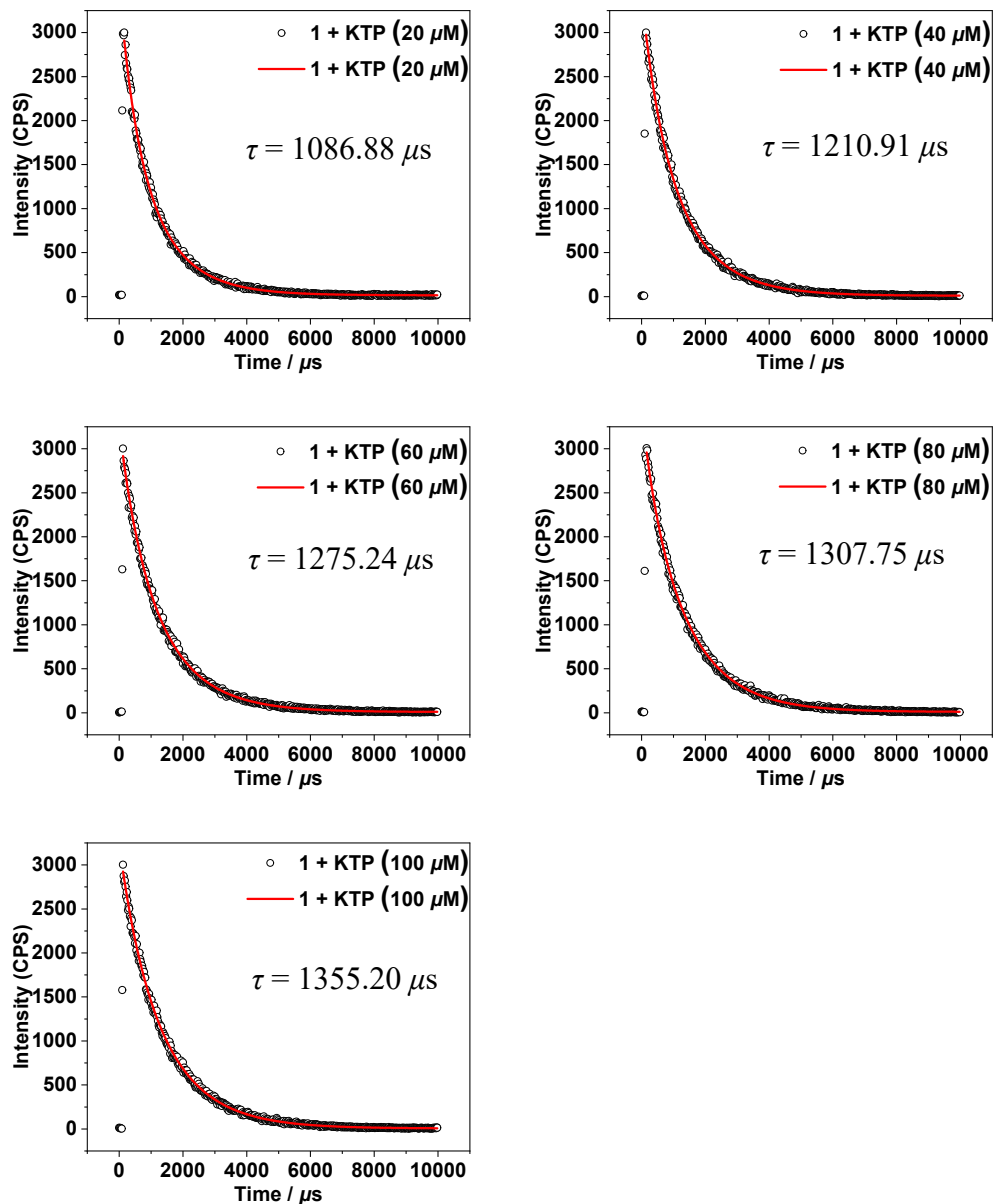 3000
2500
2000
1500
1000
500
0
Intensity (CPS)
1 + KTP (20 µM)
1 + KTP (20 µM)
τ = 1086.88 µs
0 2000 4000 6000 8000 10000
Time / µs
3000
2500
2000
1500
1000
500
0
Intensity (CPS)
1 + KTP (40 µM)
1 + KTP (40 µM)
τ = 1210.91 µs
0 2000 4000 6000 8000 10000
Time / µs
3000
2500
2000
1500
1000
500
0
Intensity (CPS)
1 + KTP (60 µM)
1 + KTP (60 µM)
τ = 1275.24 µs
0 2000 4000 6000 8000 10000
Time / µs
3000
2500
2000
1500
1000
500
0
Intensity (CPS)
1 + KTP (80 µM)
1 + KTP (80 µM)
τ = 1307.75 µs
0 2000 4000 6000 8000 10000
Time / µs
3000
2500
2000
1500
1000
500
0
Intensity (CPS)
1 + KTP (100 µM)
1 + KTP (100 µM)
τ = 1355.20 µs
0 2000 4000 6000 8000 10000
Time / µs